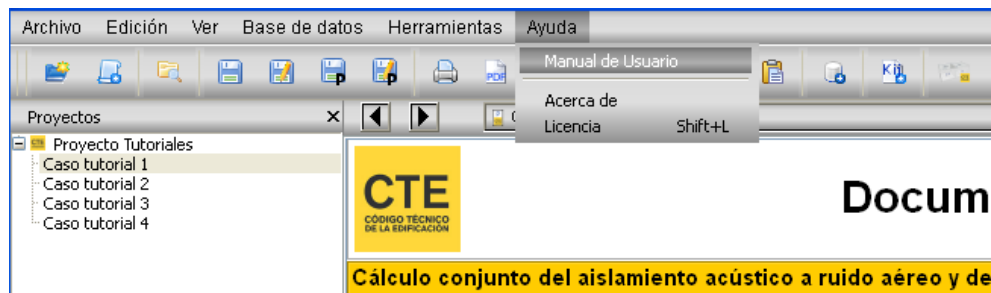 Archivo Edición Ver Base de datos Herramientas Ayuda
P P PDF Kit
Manual de Usuario
Acerca de
Licencia Shift+L
Proyectos
CTE Proyecto Tutoriales
Caso tutorial 1
Caso tutorial 2
Caso tutorial 3
Caso tutorial 4
CTE
CÓDIGO TÉCNICO
DE LA EDIFICACIÓN
Docum
Cálculo conjunto del aislamiento acústico a ruido aéreo y de